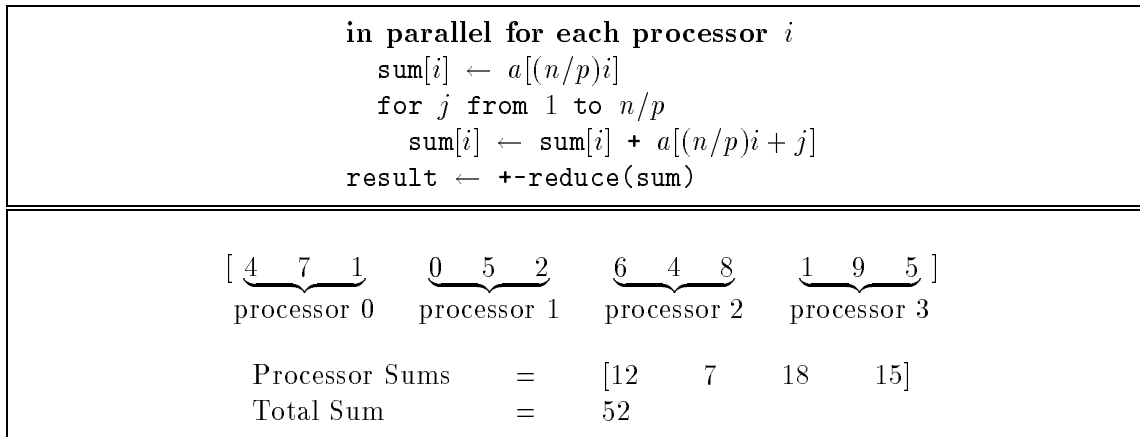 in parallel for each processor i
sum[i] ← a[(n/p)i]
for j from 1 to n/p
sum[i] ← sum[i] + a[(n/p)i + j]
result ← +-reduce(sum)
[ 4 7 1 0 5 2 6 4 8 1 9 5 ]
processor 0 processor 1 processor 2 processor 3
Processor Sums = [12 7 18 15]
Total Sum = 52